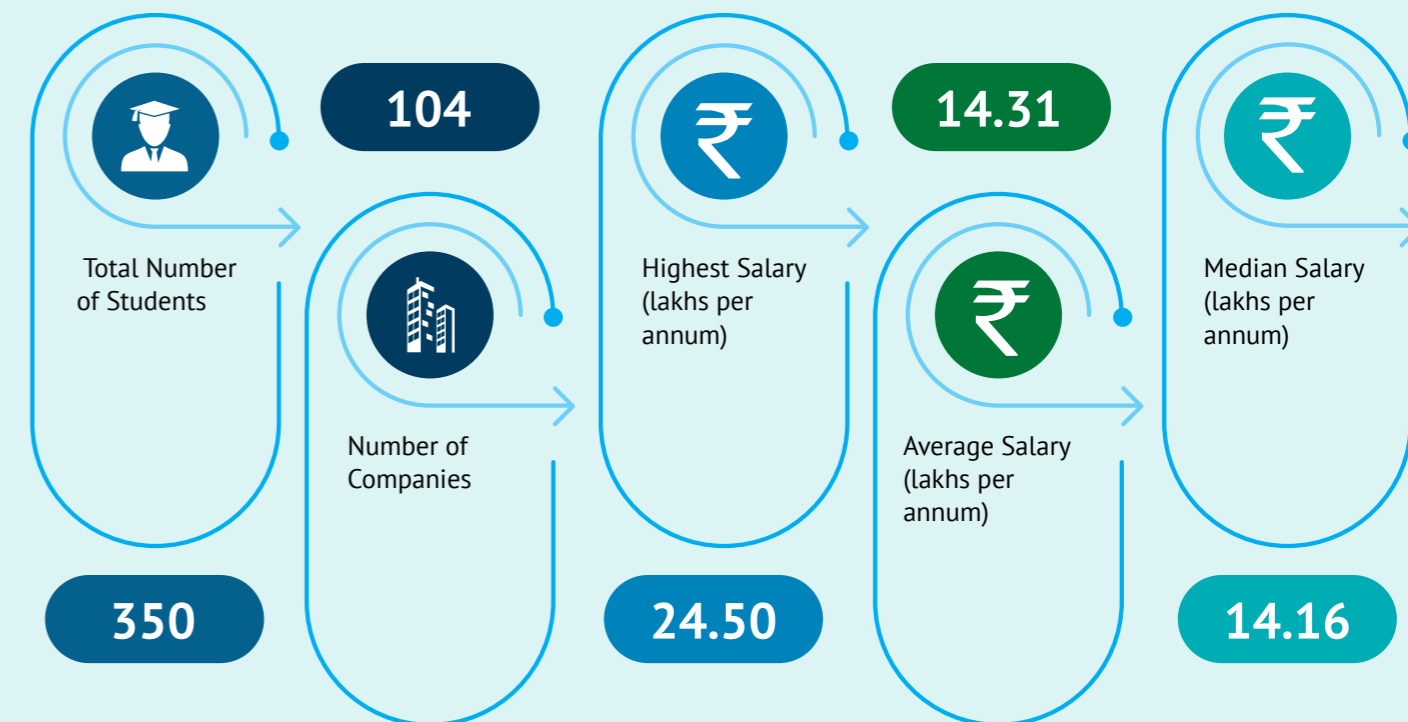 Total Number
of Students
350
104
Number of
Companies
₹
Highest Salary
(lakhs per
annum)
24.50
14.31
₹
Average Salary
(lakhs per
annum)
₹
Median Salary
(lakhs per
annum)
14.16